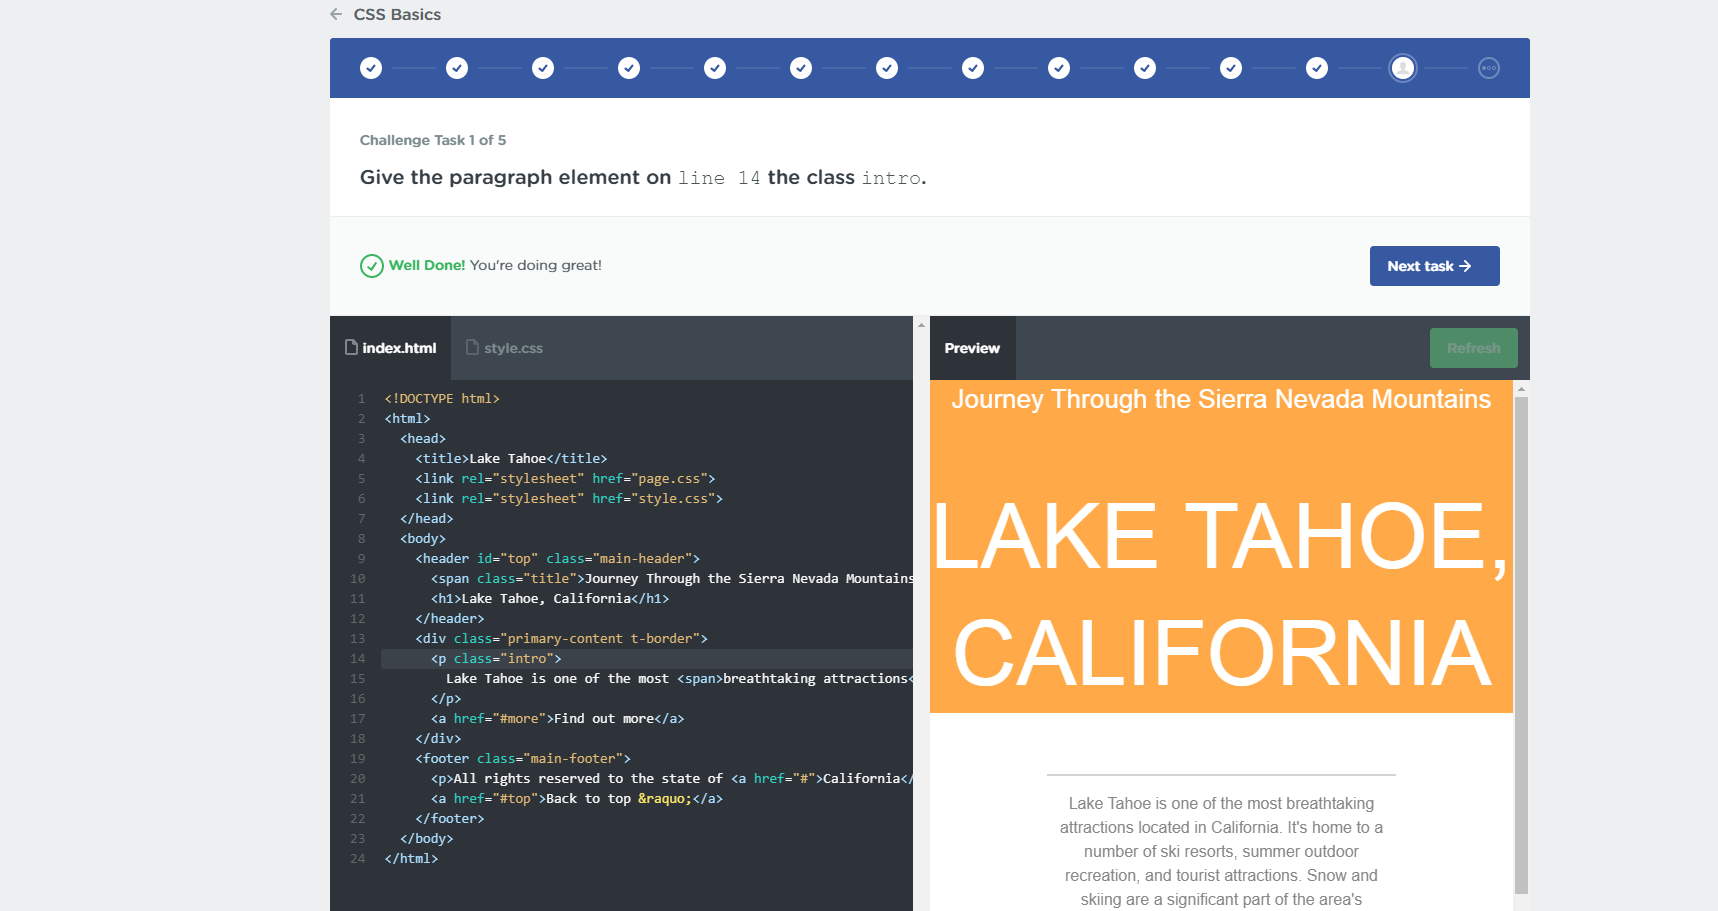 CSS Basics
Challenge Task 1 of 5
Give the paragraph element on line 14 the class intro.
Well Done! You're doing great!
Next task
index.html
style.css
1 <!DOCTYPE html>
2 <html>
3 <head>
4 <title>Lake Tahoe</title>
5 <link rel="stylesheet" href="page.css">
6 <link rel="stylesheet" href="style.css">
7 </head>
8 <body>
9 <header id="top" class="main-header">
10 <span class="title">Journey Through the Sierra Nevada Mountains
11 <h1>Lake Tahoe, California</h1>
12 </header>
13 <div class="primary-content t-border">
14 <p class="intro">
15 Lake Tahoe is one of the most <span>breathtaking attractions<
16 </p>
17 <a href="#more">Find out more</a>
18 </div>
19 <footer class="main-footer">
20 <p>All rights reserved to the state of <a href="#">California</
21 <a href="#top">Back to top &raquo;</a>
22 </footer>
23 </body>
24 </html>
Preview
Refresh
Journey Through the Sierra Nevada Mountains
LAKE TAHOE,
CALIFORNIA
Lake Tahoe is one of the most breathtaking
attractions located in California. It's home to a
number of ski resorts, summer outdoor
recreation, and tourist attractions. Snow and
skiing are a significant part of the area's